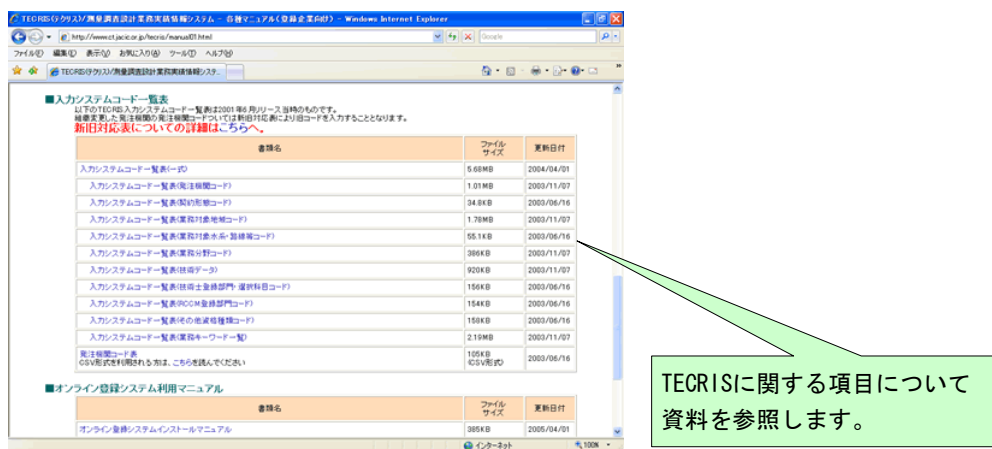 TECRIS(テクリス)/測量調査設計業務実績情報システム - 各種マニュアル(登録企業向け) - Windows Internet Explorer
http://www.ct.jacic.or.jp/tecris/manual01.html
Google
ファイル(F) 編集(E) 表示(V) お気に入り(A) ツール(T) ヘルプ(H)
TECRIS(テクリス)/測量調査設計業務実績情報システ...
■入力システムコード一覧表
以下のTECRIS入力システムコード一覧表は2001年6月リリース当時のものです。
組織変更した発注機関の発注機関コードについては新旧対応表により旧コードを入力することとなります。
新旧対応表についての詳細はこちらへ。
書類名 ファイルサイズ 更新日付
入力システムコード一覧表(一式) 5.68MB 2004/04/01
入力システムコード一覧表(発注機関コード) 1.01MB 2003/11/07
入力システムコード一覧表(契約形態コード) 34.8KB 2003/06/16
入力システムコード一覧表(業務対象地域コード) 1.78MB 2003/11/07
入力システムコード一覧表(業務対象水系・路線等コード) 55.1KB 2003/06/16
入力システムコード一覧表(業務分野コード) 386KB 2003/11/07
入力システムコード一覧表(技術データ) 920KB 2003/11/07
入力システムコード一覧表(技術士登録部門・選択科目コード) 156KB 2003/06/16
入力システムコード一覧表(RCCM登録部門コード) 154KB 2003/06/16
入力システムコード一覧表(その他資格種類コード) 158KB 2003/06/16
入力システムコード一覧表(業務キーワード一覧) 2.19MB 2003/11/07
発注機関コード表 105KB 2003/06/16
CSV形式を利用される方は、こちらを読んでください (CSV形式)
■オンライン登録システム利用マニュアル
書類名 ファイルサイズ 更新日付
オンライン登録システムインストールマニュアル 385KB 2005/04/01
インターネット 100%
TECRISに関する項目について
資料を参照します。